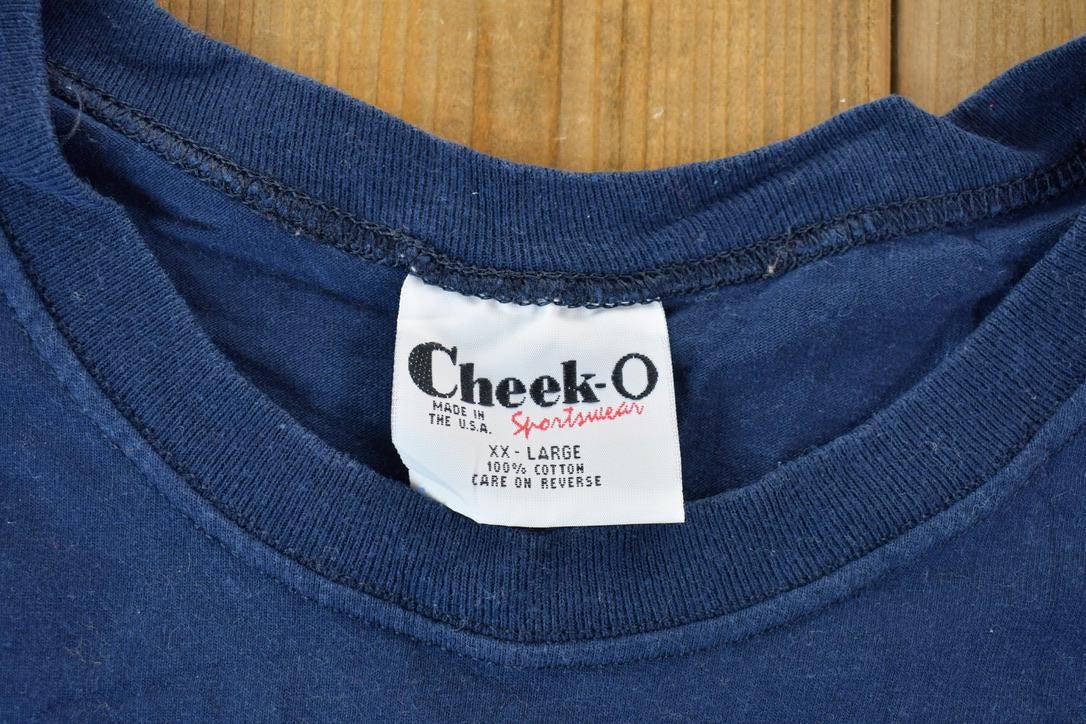 Cheek-O
MADE IN
THE U.S.A.
Sportswear
XX - LARGE
100% COTTON
CARE ON REVERSE